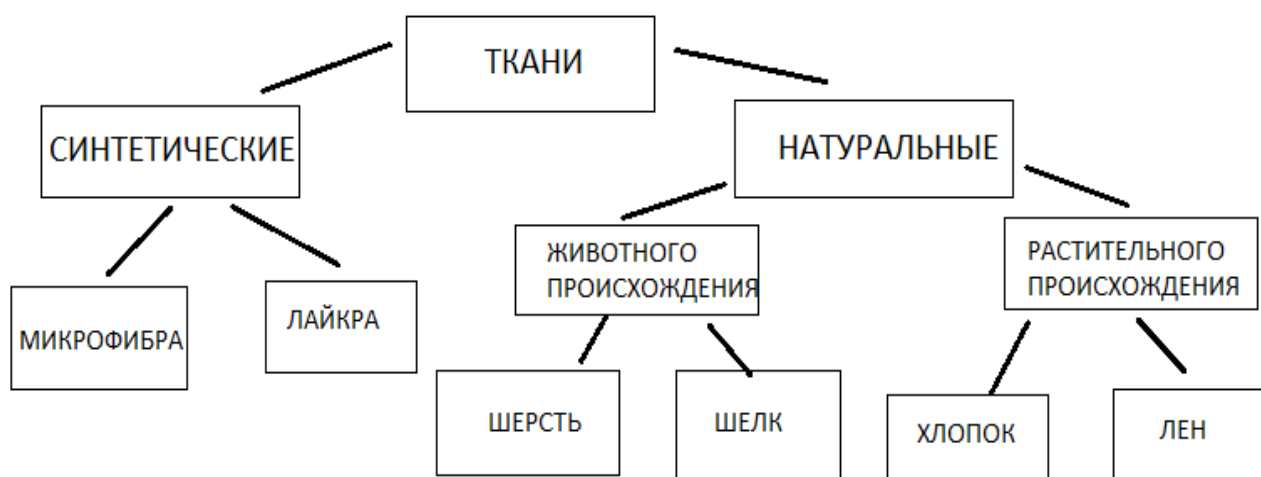 ТКАНИ
СИНТЕТИЧЕСКИЕ
НАТУРАЛЬНЫЕ
ЖИВОТНОГО
ПРОИСХОЖДЕНИЯ
РАСТИТЕЛЬНОГО
ПРОИСХОЖДЕНИЯ
МИКРОФИБРА
ЛАЙКРА
ШЕРСТЬ
ШЕЛК
ХЛОПОК
ЛЕН